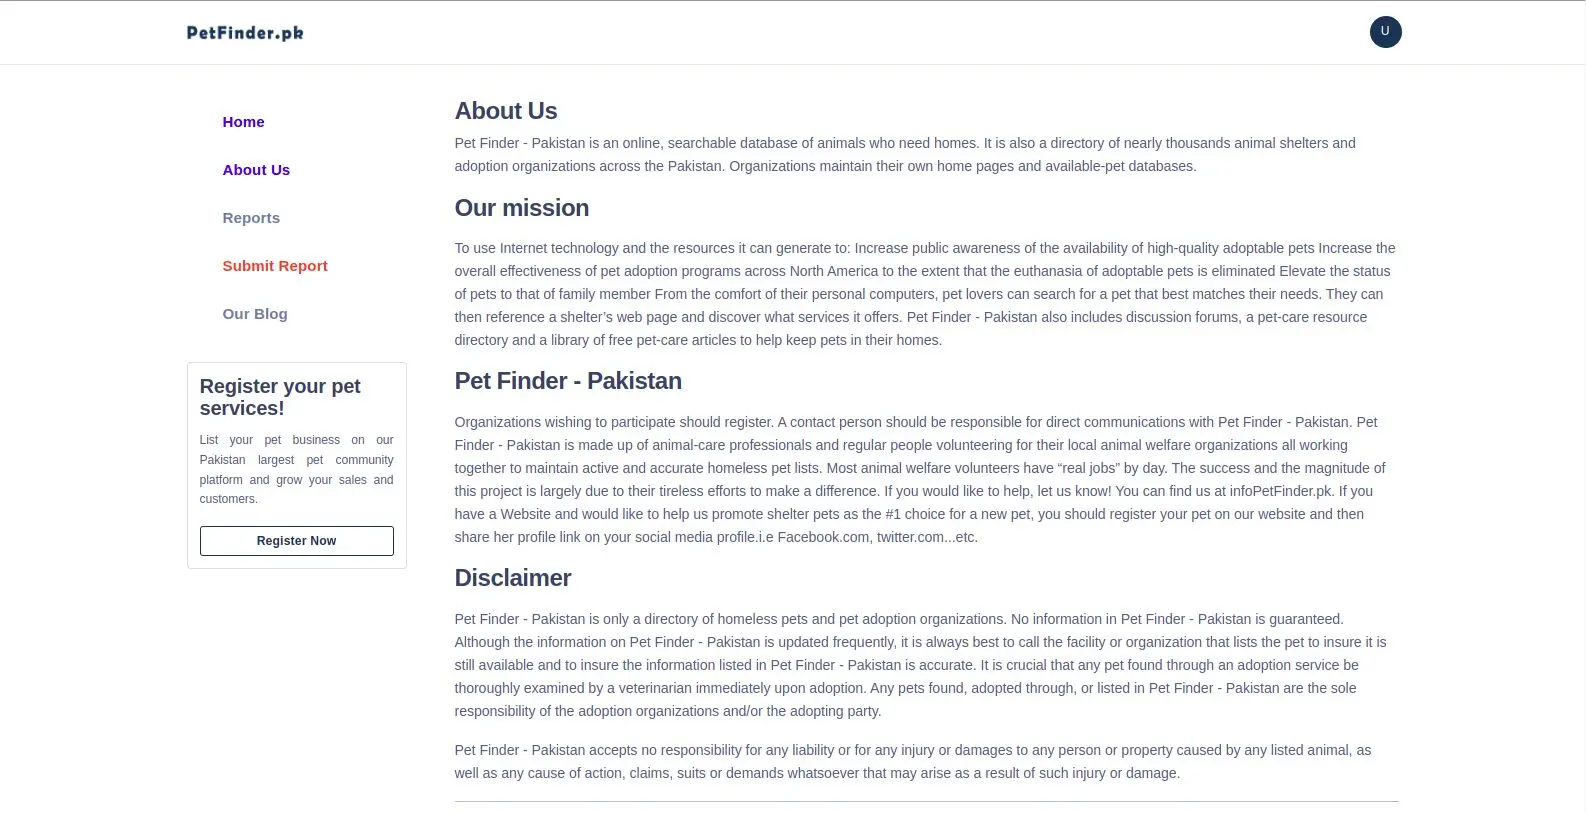 PetFinder.pk
U
Home
About Us
Reports
Submit Report
Our Blog
Register your pet
services!
List your pet business on our
Pakistan largest pet community
platform and grow your sales and
customers.
Register Now
About Us
Pet Finder - Pakistan is an online, searchable database of animals who need homes. It is also a directory of nearly thousands animal shelters and
adoption organizations across the Pakistan. Organizations maintain their own home pages and available-pet databases.
Our mission
To use Internet technology and the resources it can generate to: Increase public awareness of the availability of high-quality adoptable pets Increase the
overall effectiveness of pet adoption programs across North America to the extent that the euthanasia of adoptable pets is eliminated Elevate the status
of pets to that of family member From the comfort of their personal computers, pet lovers can search for a pet that best matches their needs. They can
then reference a shelter’s web page and discover what services it offers. Pet Finder - Pakistan also includes discussion forums, a pet-care resource
directory and a library of free pet-care articles to help keep pets in their homes.
Pet Finder - Pakistan
Organizations wishing to participate should register. A contact person should be responsible for direct communications with Pet Finder - Pakistan. Pet
Finder - Pakistan is made up of animal-care professionals and regular people volunteering for their local animal welfare organizations all working
together to maintain active and accurate homeless pet lists. Most animal welfare volunteers have “real jobs” by day. The success and the magnitude of
this project is largely due to their tireless efforts to make a difference. If you would like to help, let us know! You can find us at infoPetFinder.pk. If you
have a Website and would like to help us promote shelter pets as the #1 choice for a new pet, you should register your pet on our website and then
share her profile link on your social media profile.i.e Facebook.com, twitter.com...etc.
Disclaimer
Pet Finder - Pakistan is only a directory of homeless pets and pet adoption organizations. No information in Pet Finder - Pakistan is guaranteed.
Although the information on Pet Finder - Pakistan is updated frequently, it is always best to call the facility or organization that lists the pet to insure it is
still available and to insure the information listed in Pet Finder - Pakistan is accurate. It is crucial that any pet found through an adoption service be
thoroughly examined by a veterinarian immediately upon adoption. Any pets found, adopted through, or listed in Pet Finder - Pakistan are the sole
responsibility of the adoption organizations and/or the adopting party.
Pet Finder - Pakistan accepts no responsibility for any liability or for any injury or damages to any person or property caused by any listed animal, as
well as any cause of action, claims, suits or demands whatsoever that may arise as a result of such injury or damage.